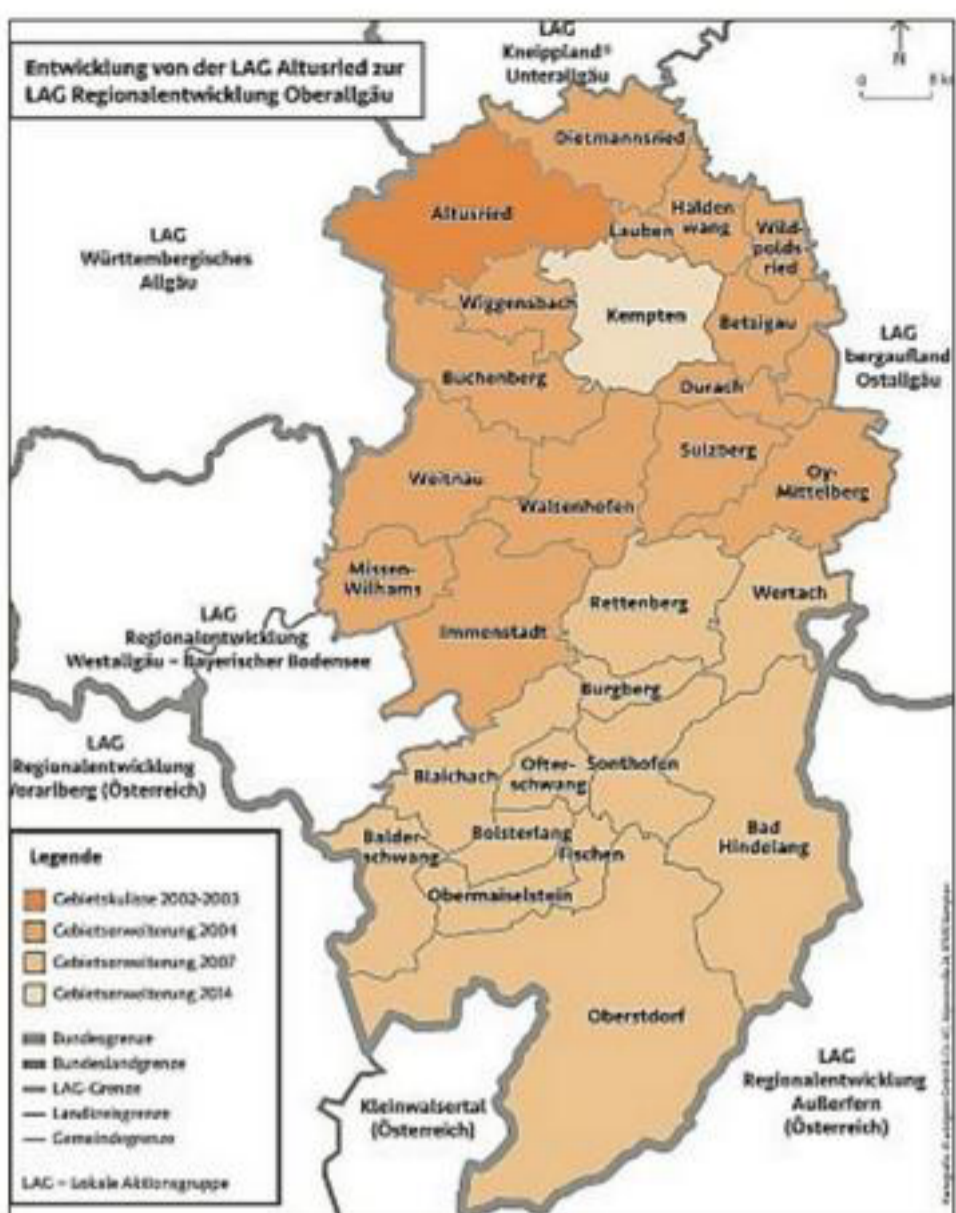 Entwicklung von der LAG Altusried zur
LAG Regionalentwicklung Oberallgäu
LAG
Kneippland®
Unterallgäu
N
0 8 km
Dietmannsried
Altusried
Halden
wang
Lauben
Wild-
polds-
ried
LAG
Württembergisches
Allgäu
Wiggensbach
Kempten
Betzigau
LAG
bergaufland
Ostallgäu
Buchenberg
Durach
Sulzberg
Weitnau
Oy-
Mittelberg
Waltenhofen
Missen-
Wilhams
Rettenberg
Wertach
Immenstadt
LAG
Regionalentwicklung
Westallgäu – Bayerischer Bodensee
Burgberg
LAG
Regionalentwicklung
Vorarlberg (Österreich)
Blaichach
Ofter-
schwang
Sonthofen
Balder-
schwang
Bolsterlang
Fischen
Bad
Hindelang
Obermaiselstein
Oberstdorf
Kleinwalsertal
(Österreich)
LAG
Regionalentwicklung
Außerfern
(Österreich)
Legende
Gebietskulisse 2002-2003
Gebietserweiterung 2004
Gebietserweiterung 2007
Gebietserweiterung 2014
Bundesgrenze
Bundeslandgrenze
LAG-Grenze
Landkreisgrenze
Gemeindegrenze
LAG – Lokale Aktionsgruppe